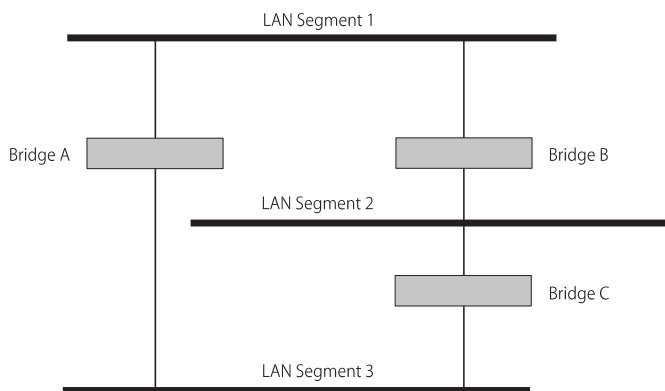 LAN Segment 1
Bridge A
Bridge B
LAN Segment 2
Bridge C
LAN Segment 3